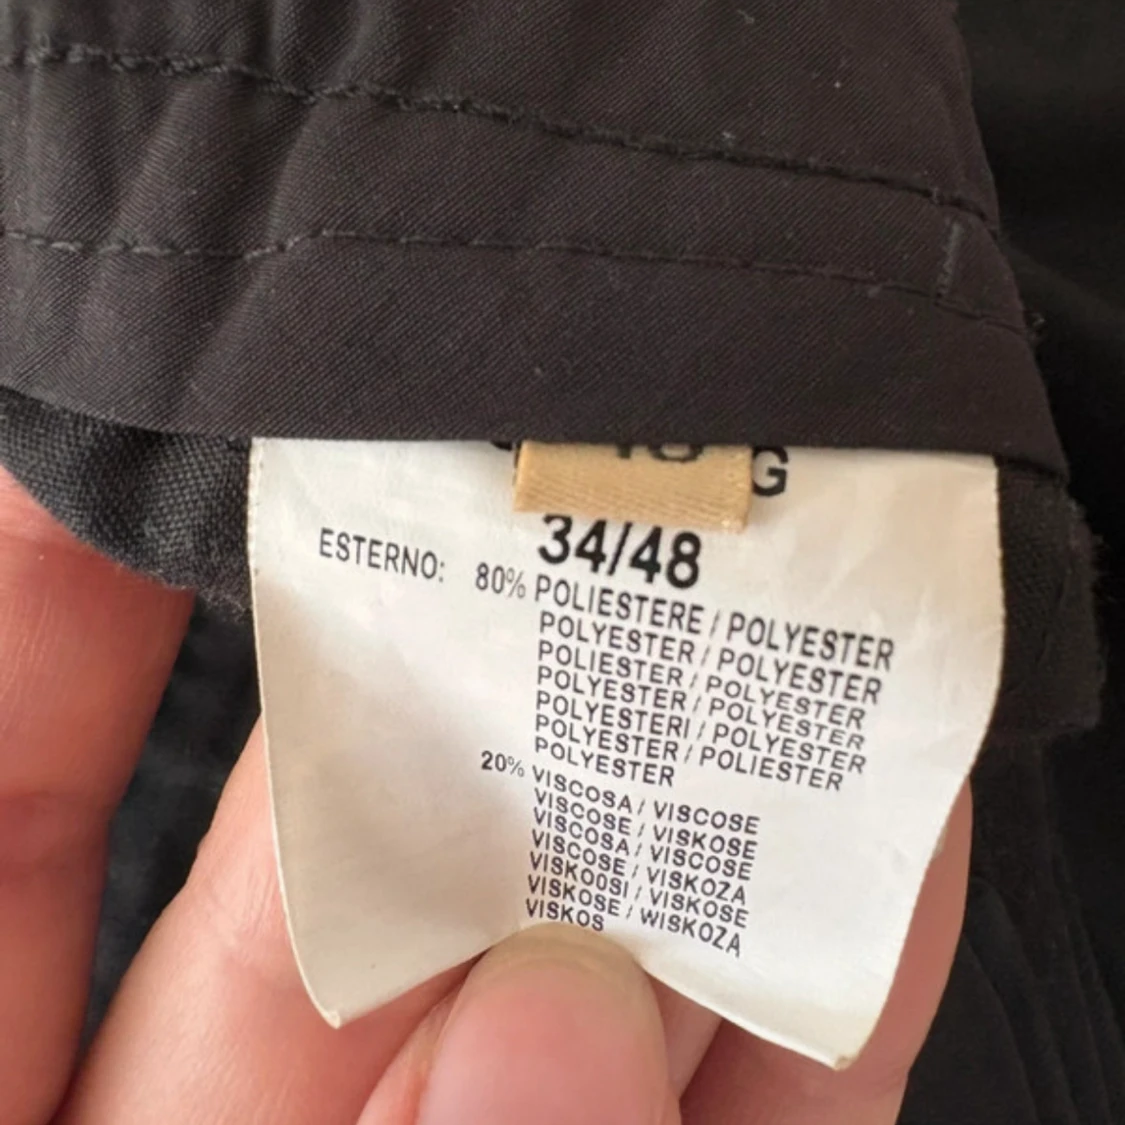 G
34/48
ESTERNO: 80% POLIESTERE / POLYESTER
POLYESTER / POLYESTER
POLIESTER / POLYESTER
POLYESTER / POLYESTER
POLYESTERI / POLYESTER
POLYESTER / POLIESTER
POLYESTER
20% VISCOSA / VISCOSE
VISCOSE / VISKOSE
VISCOSA / VISCOSE
VISCOSE / VISKOZA
VISKOOSI / VISKOSE
VISKOSE / WISKOZA
VISKOS